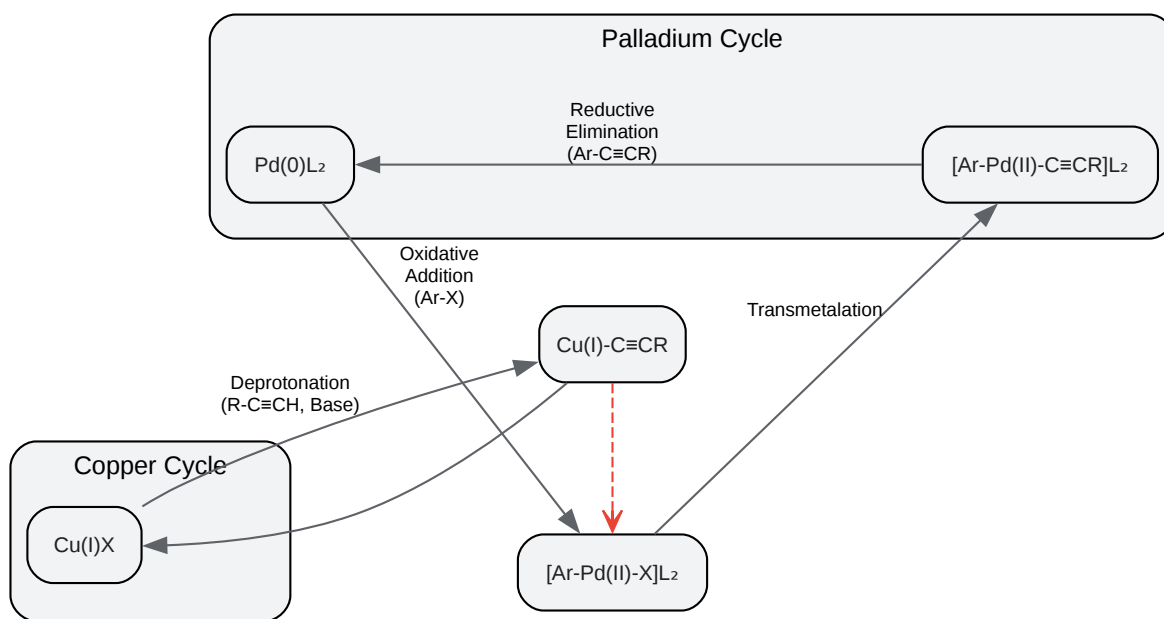 Palladium Cycle
Reductive
Elimination
(Ar-C≡CR)
Pd(0)L₂
[Ar-Pd(II)-C≡CR]L₂
Oxidative
Addition
(Ar-X)
Transmetalation
Cu(I)-C≡CR
Deprotonation
(R-C≡CH, Base)
Copper Cycle
Cu(I)X
[Ar-Pd(II)-X]L₂